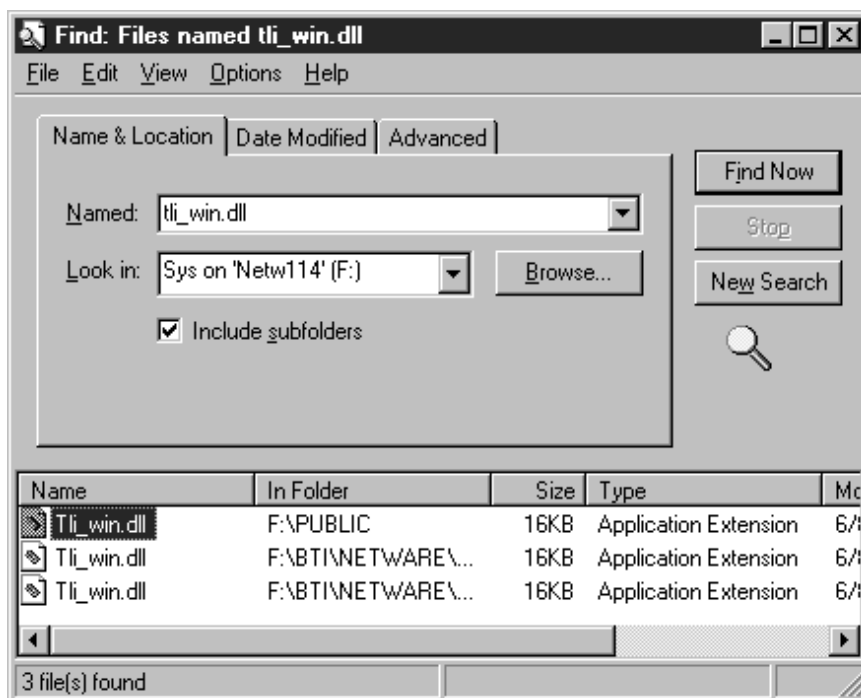 Find: Files named tli_win.dll
File Edit View Options Help
Name & Location Date Modified Advanced
Find Now
Named: tli_win.dll
Stop
Look in: Sys on 'Netw114' (F:) Browse...
New Search
Include subfolders
Name In Folder Size Type
Tli_win.dll F:\PUBLIC 16KB Application Extension 6/
Tli_win.dll F:\BTI\NETWARE\... 16KB Application Extension 6/
Tli_win.dll F:\BTI\NETWARE\... 16KB Application Extension 6/
3 file(s) found